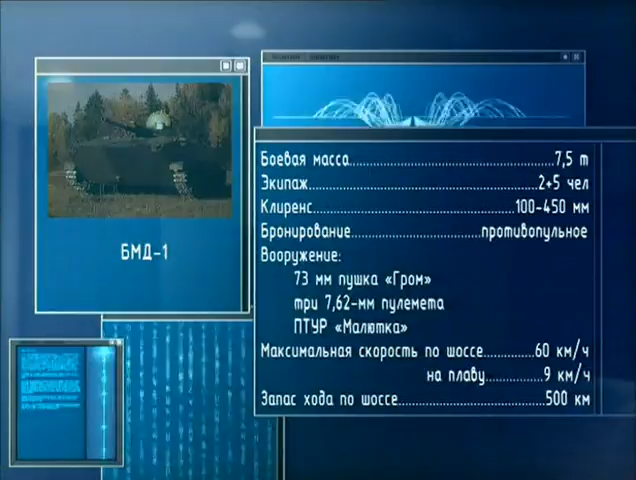 БМД-1
Боевая масса..............................7,5 т
Экипаж..............................2+5 чел
Клиренс..............................100-450 мм
Бронирование..............................противопульное
Вооружение:
73 мм пушка «Гром»
три 7,62-мм пулемета
ПТУР «Малютка»
Максимальная скорость по шоссе............60 км/ч
на плаву............9 км/ч
Запас хода по шоссе..............................500 км